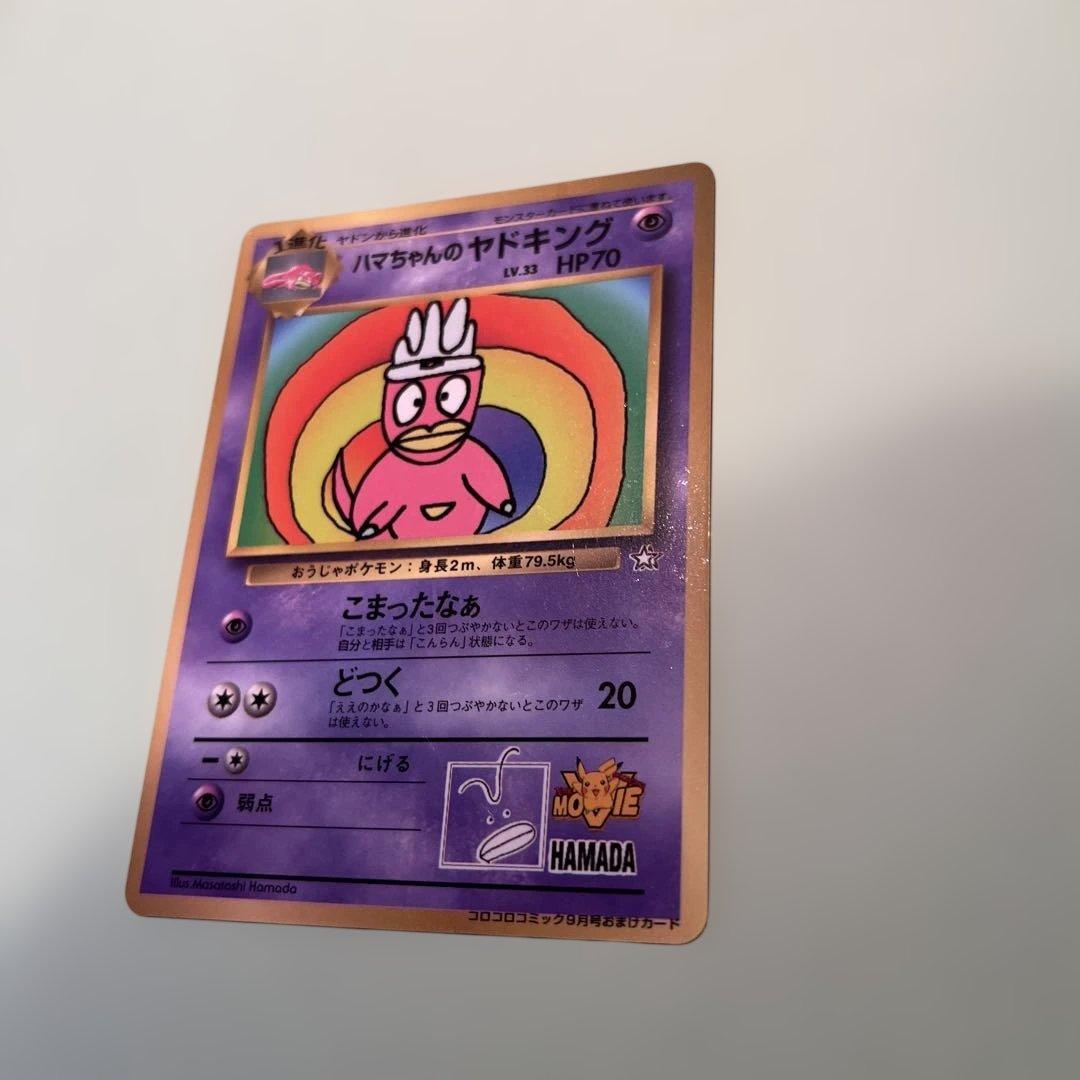 モンスターカードに重ねて使います。
1進化 ヤドンから進化
ハマちゃんのヤドキング
LV.33 HP70
おうじゃポケモン：身長2m、体重79.5kg
こまったなぁ
「こまったなぁ」と3回つぶやかないとこのワザは使えない。
自分と相手は「こんらん」状態になる。
どつく 20
「ええのかなぁ」と3回つぶやかないとこのワザ
は使えない。
にげる
弱点
MOVIE
HAMADA
Illus.Masatoshi Hamada
コロコロコミック9月号おまけカード